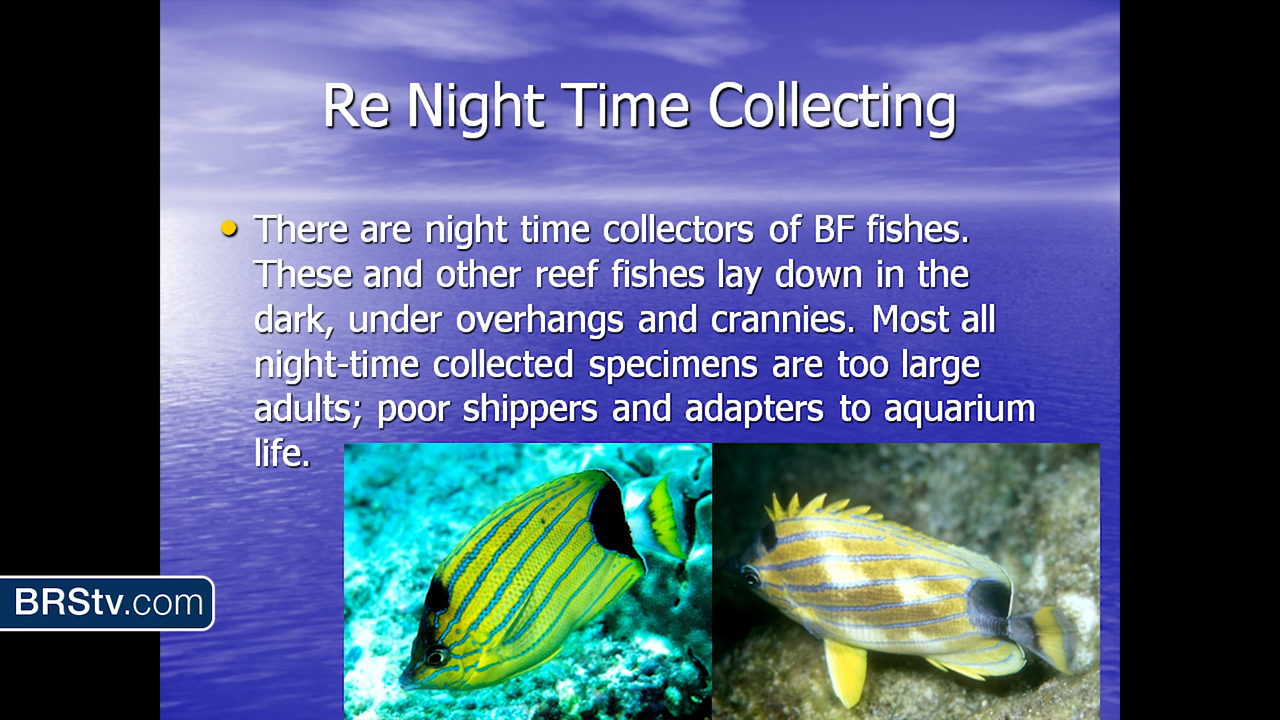 Re Night Time Collecting
There are night time collectors of BF fishes.
These and other reef fishes lay down in the
dark, under overhangs and crannies. Most all
night-time collected specimens are too large
adults; poor shippers and adapters to aquarium
life.
BRStv.com